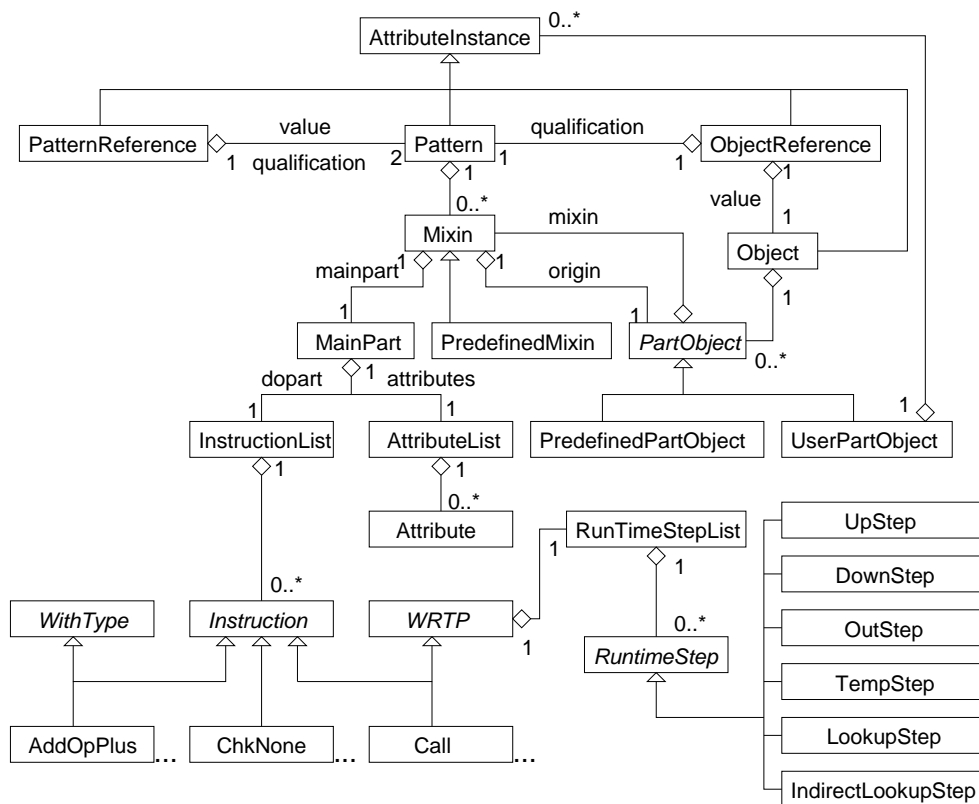 0..*
AttributeInstance
value
qualification
PatternReference
Pattern
ObjectReference
1
2
1
1
qualification
1
1
0..*
value
mixin
1
Mixin
Object
mainpart
1
1
origin
1
1
1
MainPart
PredefinedMixin
PartObject
0..*
1
dopart
attributes
1
1
1
InstructionList
AttributeList
PredefinedPartObject
UserPartObject
1
1
0..*
UpStep
Attribute
RunTimeStepList
1
1
DownStep
0..*
WithType
Instruction
WRTP
OutStep
0..*
1
RuntimeStep
TempStep
LookupStep
AddOpPlus
...
ChkNone
...
Call
...
IndirectLookupStep